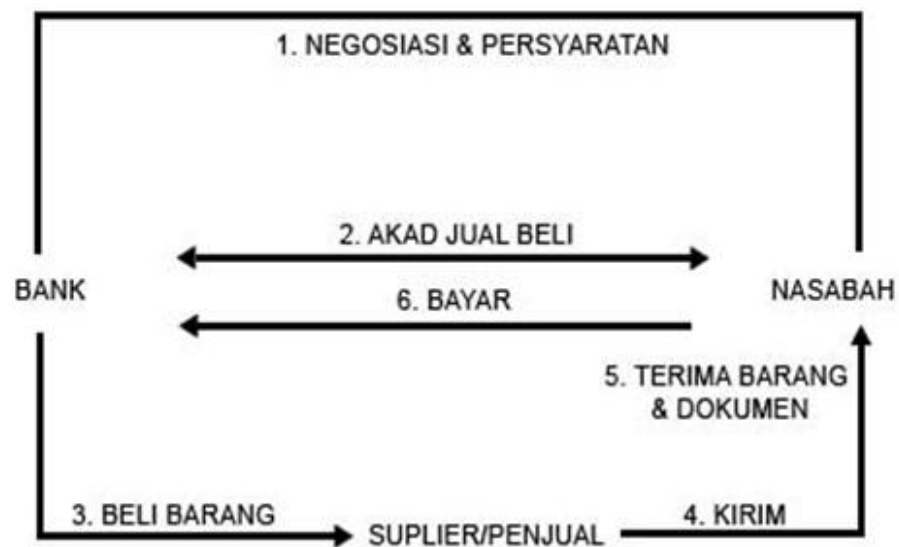 1. NEGOSIASI & PERSYARATAN
2. AKAD JUAL BELI
BANK
NASABAH
6. BAYAR
5. TERIMA BARANG
& DOKUMEN
3. BELI BARANG
SUPLIER/PENJUAL
4. KIRIM